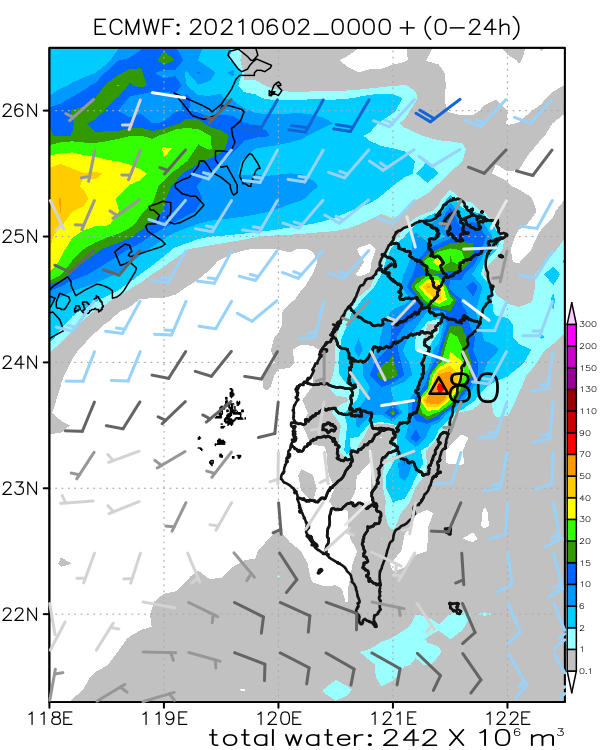 ECMWF: 20210602_0000 + (0−24h)
26N
25N
24N
23N
22N
118E 119E 120E 121E 122E
80
300
200
150
130
110
90
70
50
40
30
20
15
10
6
2
1
0.1
total water: 242 X 10⁶ m³